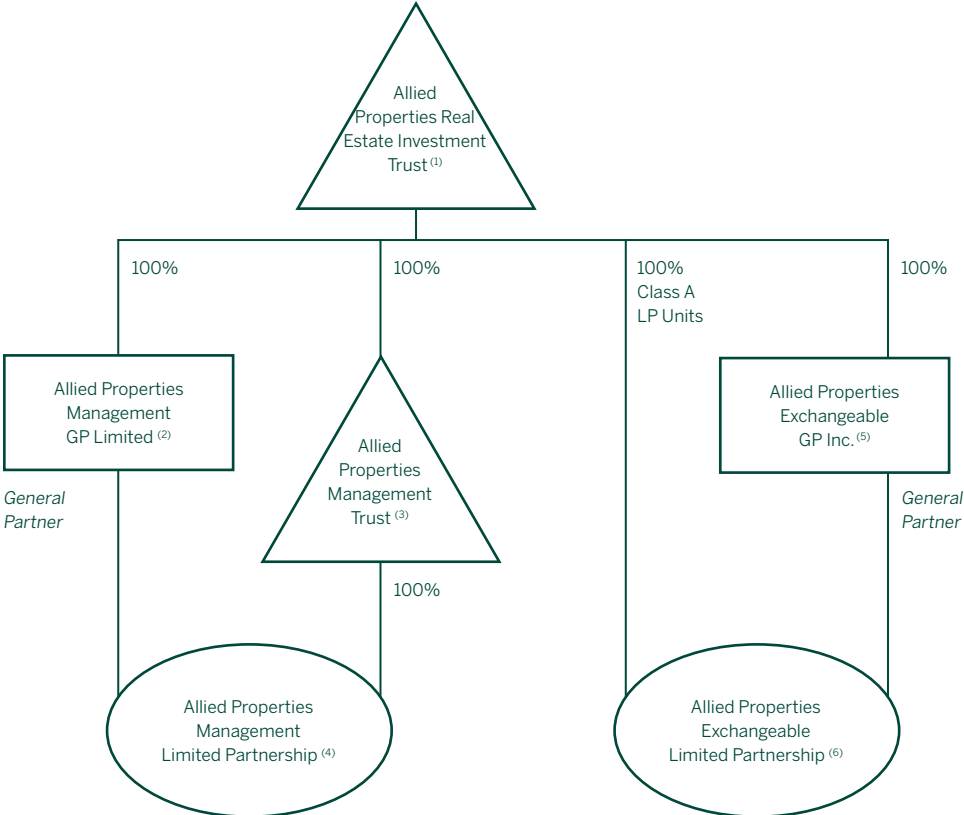 Allied
Properties Real
Estate Investment
Trust (1)
100%
100%
100%
Class A
LP Units
100%
Allied Properties
Management
GP Limited (2)
Allied Properties
Exchangeable
GP Inc. (5)
Allied
Properties
Management
Trust (3)
General
Partner
General
Partner
100%
Allied Properties
Management
Limited Partnership (4)
Allied Properties
Exchangeable
Limited Partnership (6)